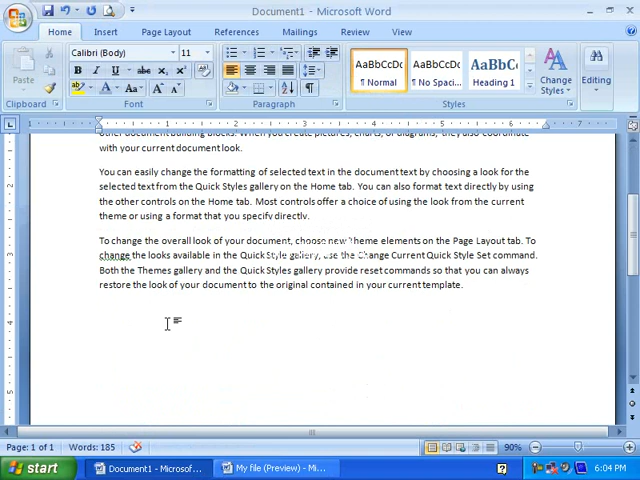 Document1 - Microsoft Word
Home Insert Page Layout References Mailings Review View
Calibri (Body) 11
AaBbCcDc AaBbCcDc AaBbC
Paste ¶ Normal ¶ No Spaci... Heading 1 Change Styles Editing
Clipboard Font Paragraph Styles
with your current document look.
You can easily change the formatting of selected text in the document text by choosing a look for the
selected text from the Quick Styles gallery on the Home tab. You can also format text directly by using
the other controls on the Home tab. Most controls offer a choice of using the look from the current
theme or using a format that you specify directly.
To change the overall look of your document, choose new Theme elements on the Page Layout tab. To
change the looks available in the Quick Style gallery, use the Change Current Quick Style Set command.
Both the Themes gallery and the Quick Styles gallery provide reset commands so that you can always
restore the look of your document to the original contained in your current template.
Page: 1 of 1 Words: 185 90%
start Document1 - Microsof... My file (Preview) - Mi... 6:04 PM